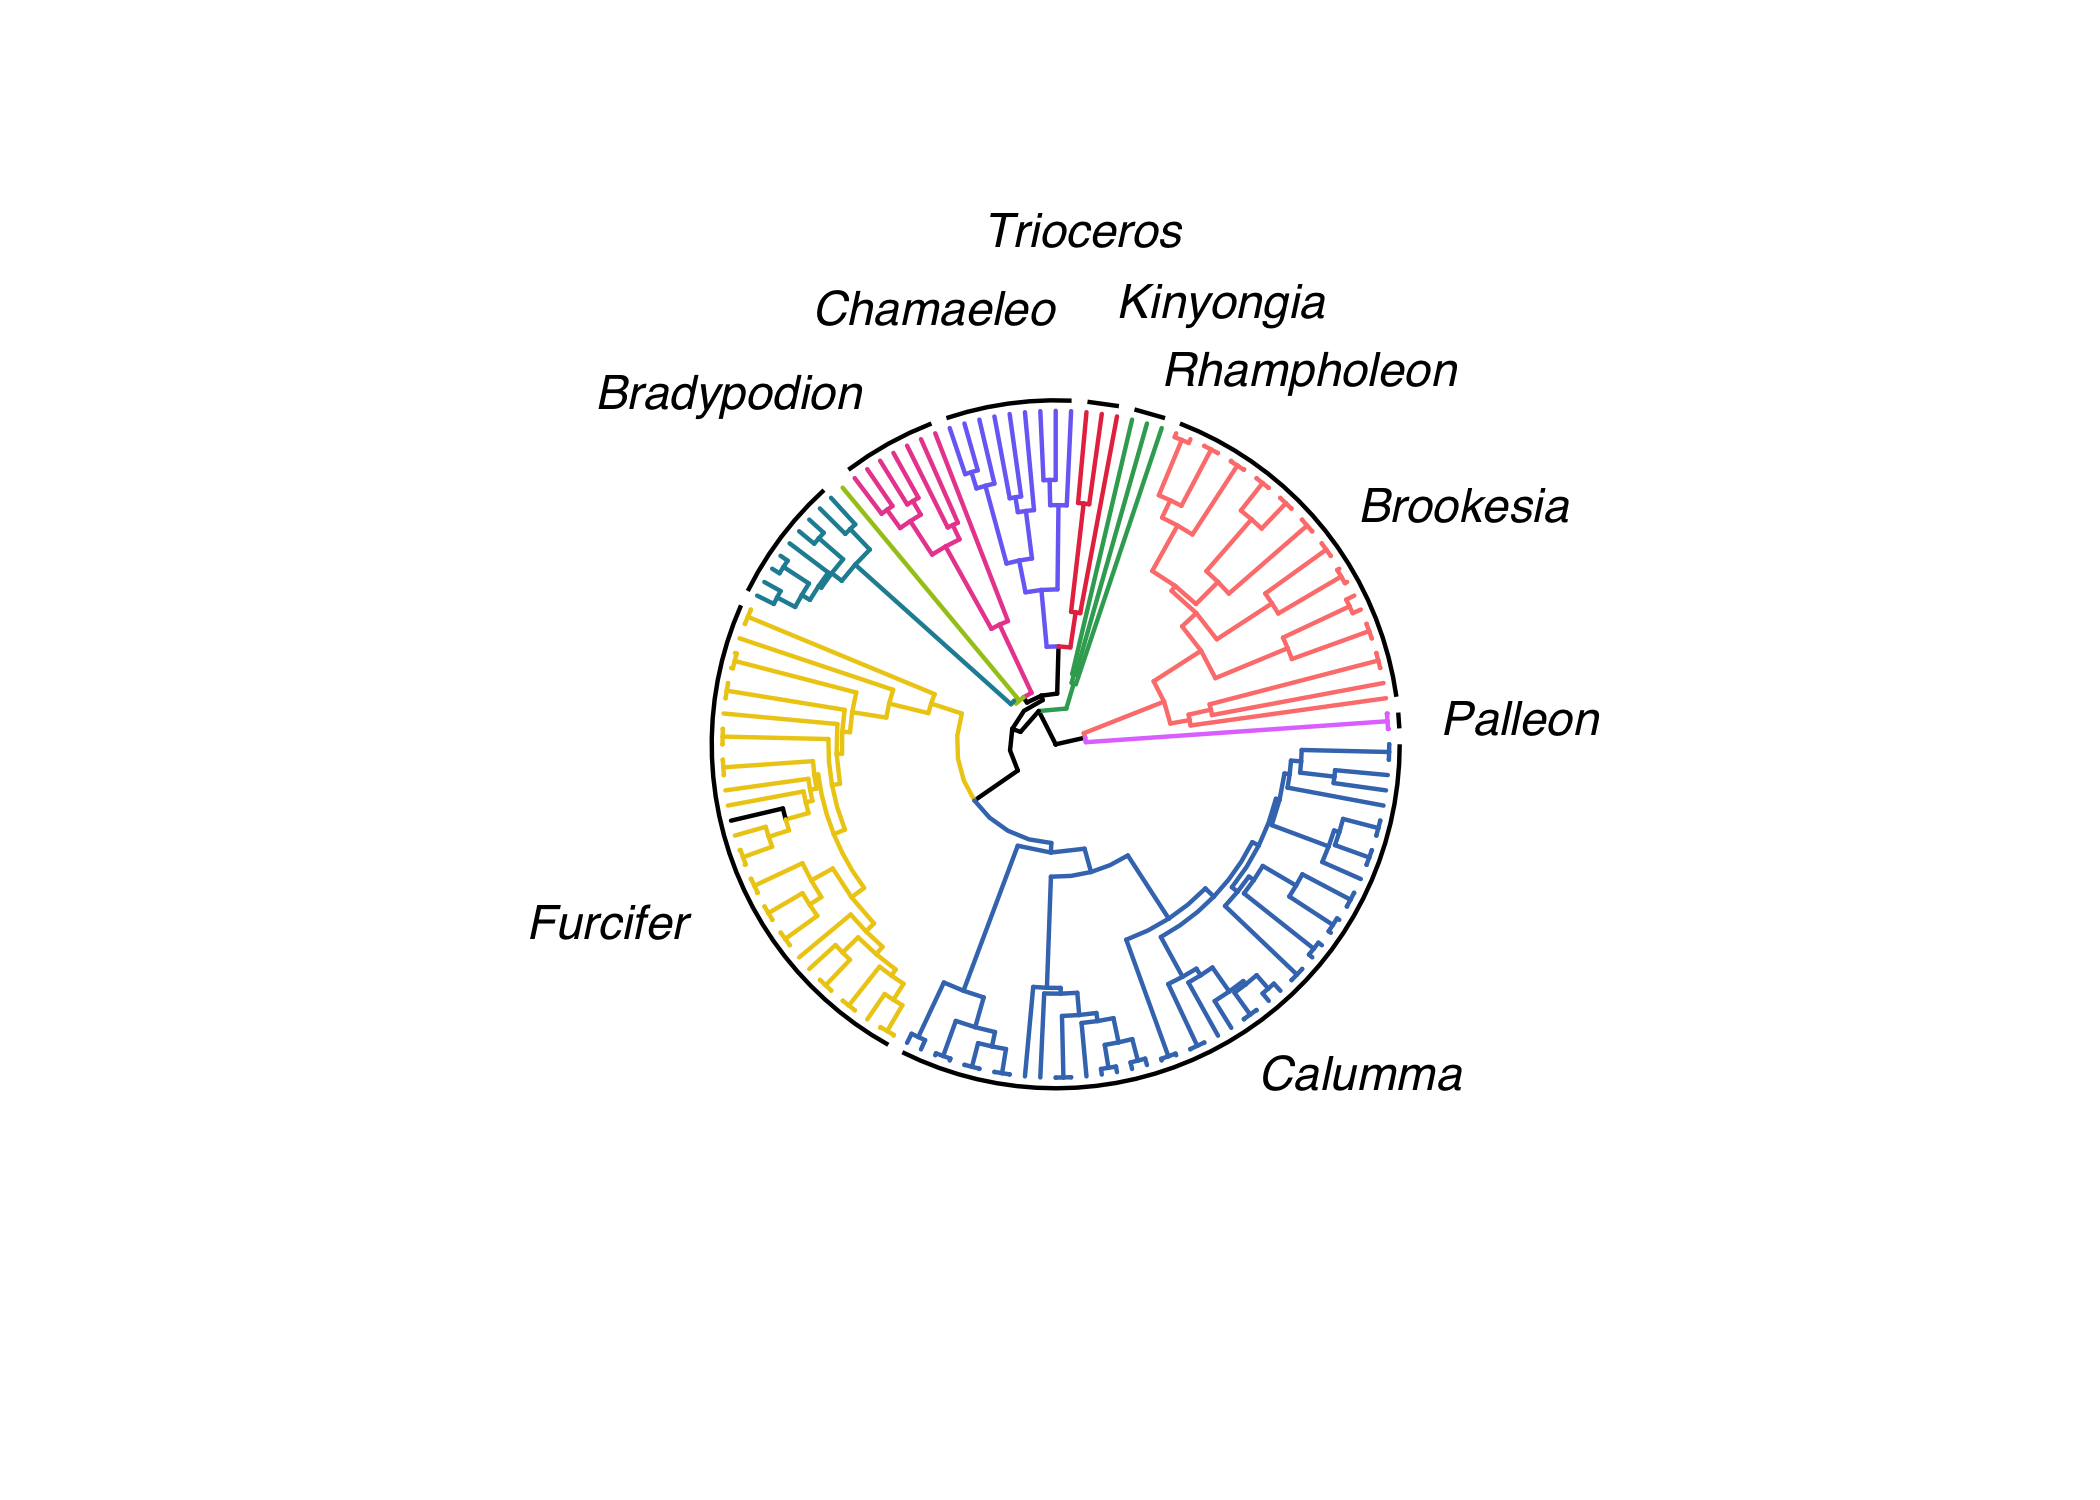 Trioceros
Chamaeleo
Kinyongia
Rhampholeon
Bradypodion
Brookesia
Palleon
Furcifer
Calumma